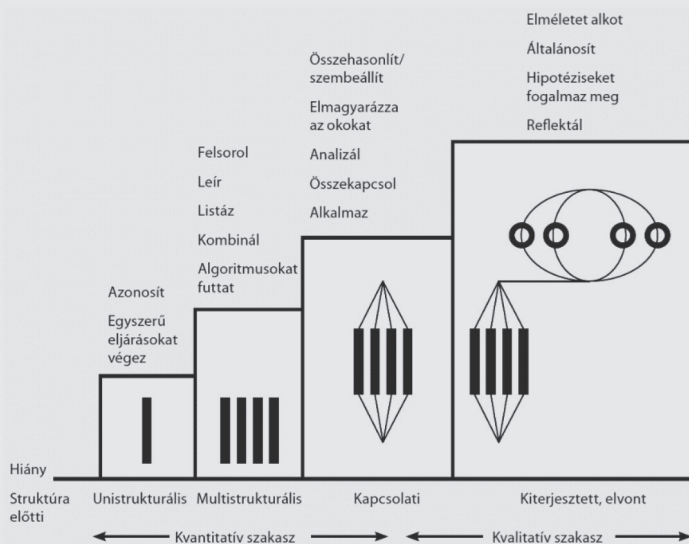 Hiány
Struktúra
előtti
Azonosít
Egyszerű
eljárásokat
végez
Unistrukturális
Felsorol
Leír
Listáz
Kombinál
Algoritmusokat
futtat
Multistrukturális
Összehasonlít/
szembeállít
Elmagyarázza
az okokat
Analizál
Összekapcsol
Alkalmaz
Kapcsolati
Elméletet alkot
Általánosít
Hipotéziseket
fogalmaz meg
Reflektál
Kiterjesztett, elvont
Kvantitatív szakasz
Kvalitatív szakasz